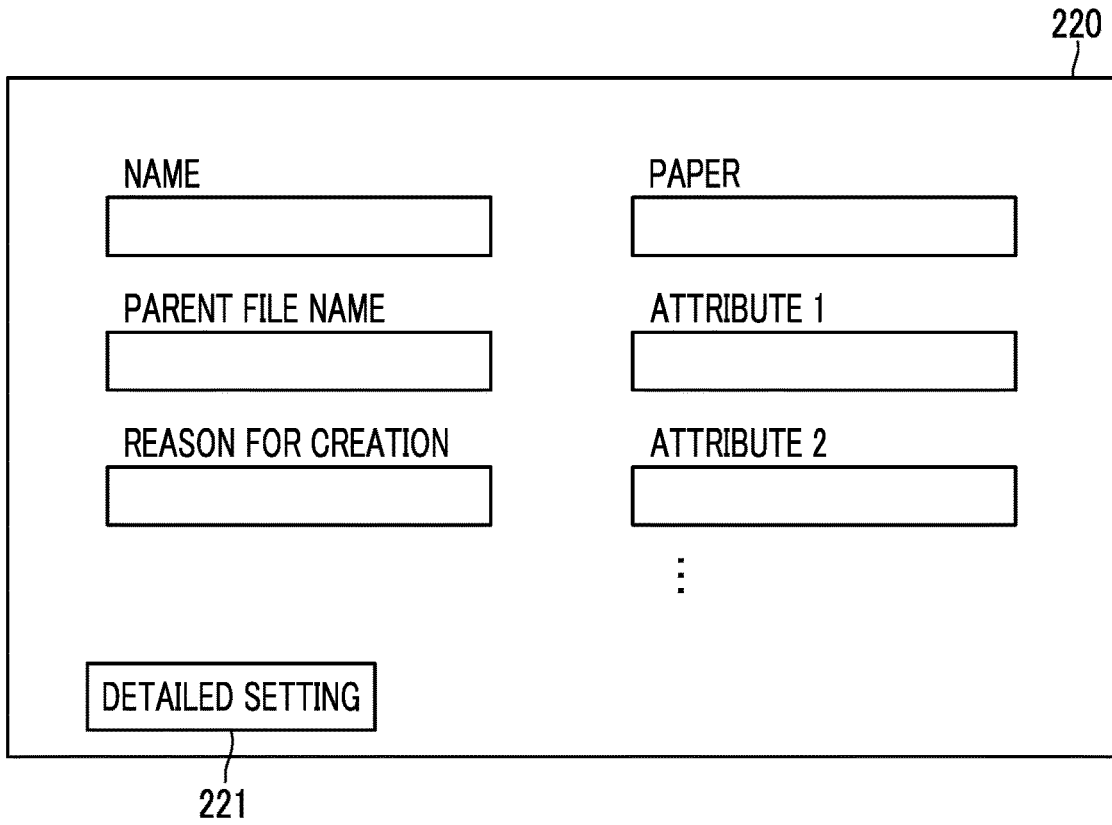 220
NAME
PAPER
PARENT FILE NAME
ATTRIBUTE 1
REASON FOR CREATION
ATTRIBUTE 2
⋮
DETAILED SETTING
221